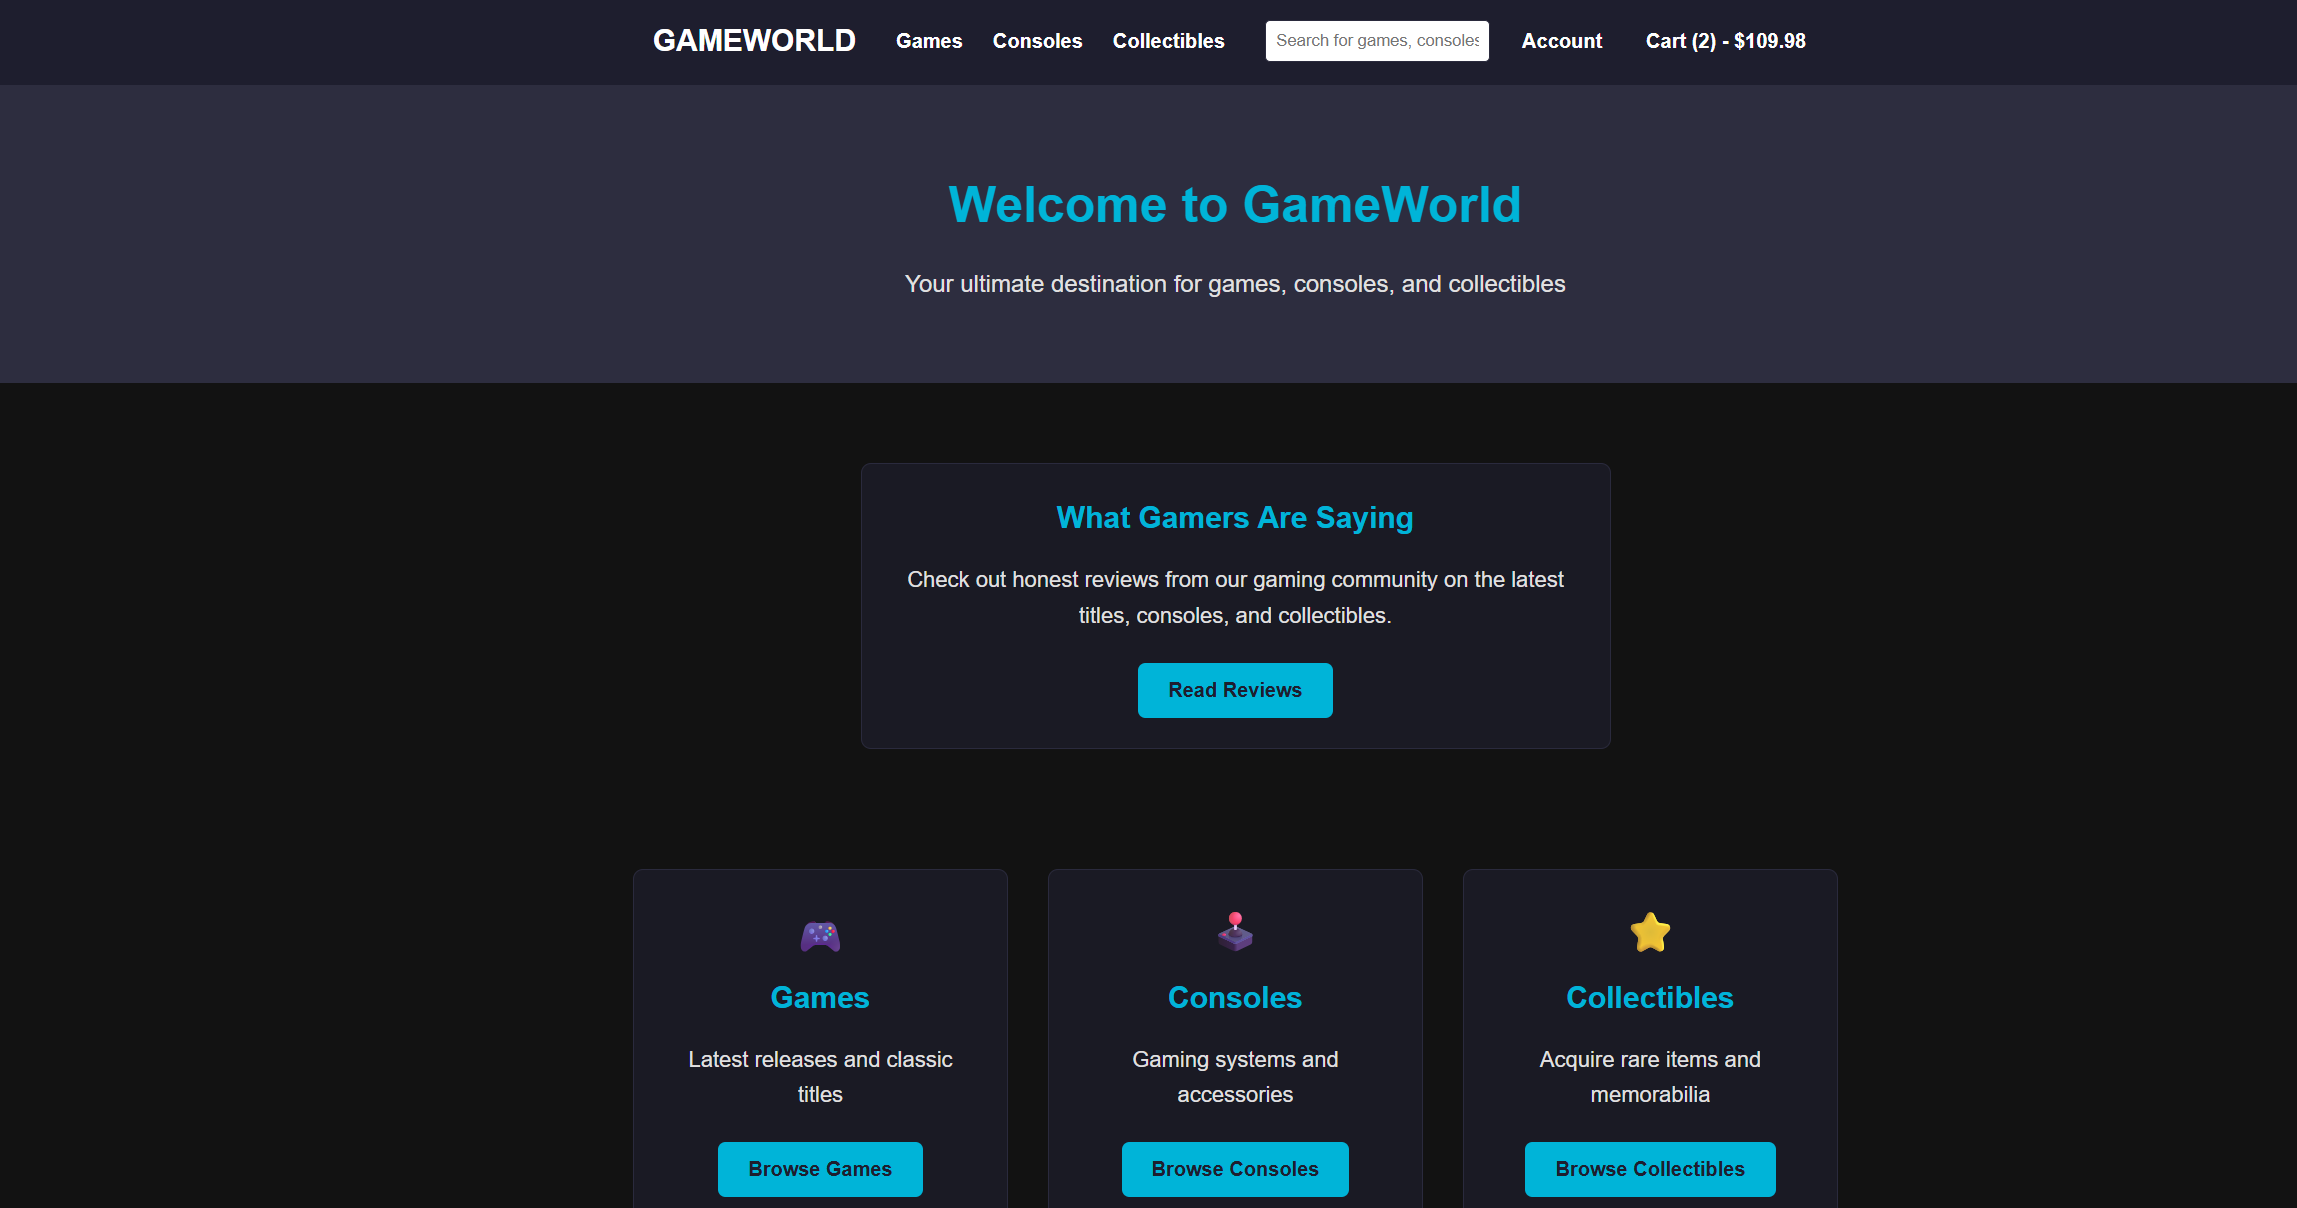 GAMEWORLD Games Consoles Collectibles Search for games, consoles Account Cart (2) - $109.98
Welcome to GameWorld
Your ultimate destination for games, consoles, and collectibles
What Gamers Are Saying
Check out honest reviews from our gaming community on the latest
titles, consoles, and collectibles.
Read Reviews
Games
Latest releases and classic
titles
Browse Games
Consoles
Gaming systems and
accessories
Browse Consoles
Collectibles
Acquire rare items and
memorabilia
Browse Collectibles